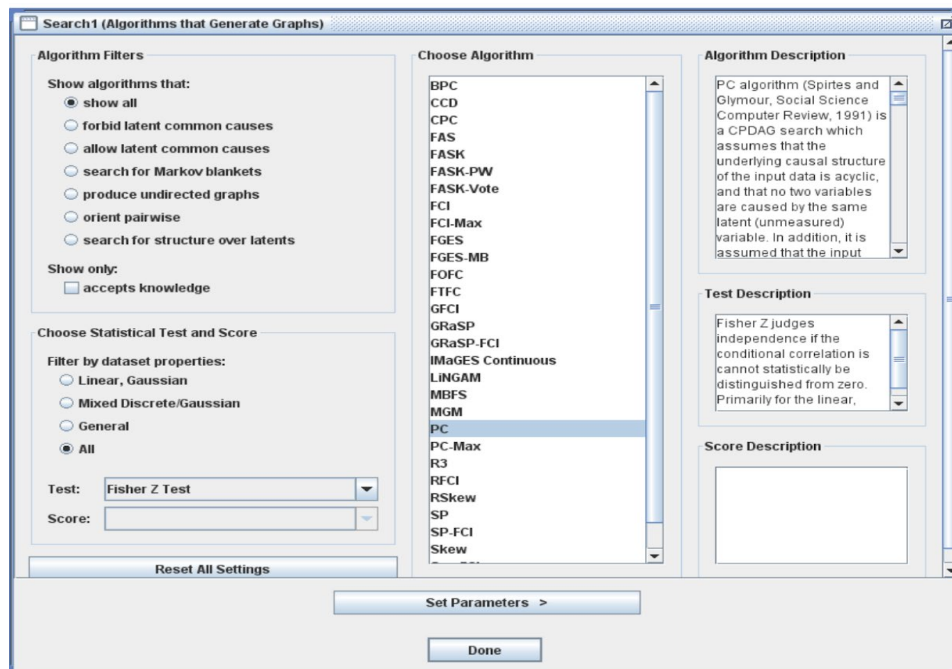 Search1 (Algorithms that Generate Graphs)
Algorithm Filters
Show algorithms that:
show all
forbid latent common causes
allow latent common causes
search for Markov blankets
produce undirected graphs
orient pairwise
search for structure over latents
Show only:
accepts knowledge
Choose Statistical Test and Score
Filter by dataset properties:
Linear, Gaussian
Mixed Discrete/Gaussian
General
All
Test: Fisher Z Test
Score:
Reset All Settings
Choose Algorithm
BPC
CCD
CPC
FAS
FASK
FASK-PW
FASK-Vote
FCI
FCI-Max
FGES
FGES-MB
FOFC
FTFC
GFCI
GRaSP
GRaSP-FCI
IMaGES Continuous
LiNGAM
MBFS
MGM
PC
PC-Max
R3
RFCI
RSkew
SP
SP-FCI
Skew
Algorithm Description
PC algorithm (Spirtes and
Glymour, Social Science
Computer Review, 1991) is
a CPDAG search which
assumes that the
underlying causal structure
of the input data is acyclic,
and that no two variables
are caused by the same
latent (unmeasured)
variable. In addition, it is
assumed that the input
Test Description
Fisher Z judges
independence if the
conditional correlation is
cannot statistically be
distinguished from zero.
Primarily for the linear,
Score Description
Set Parameters >
Done